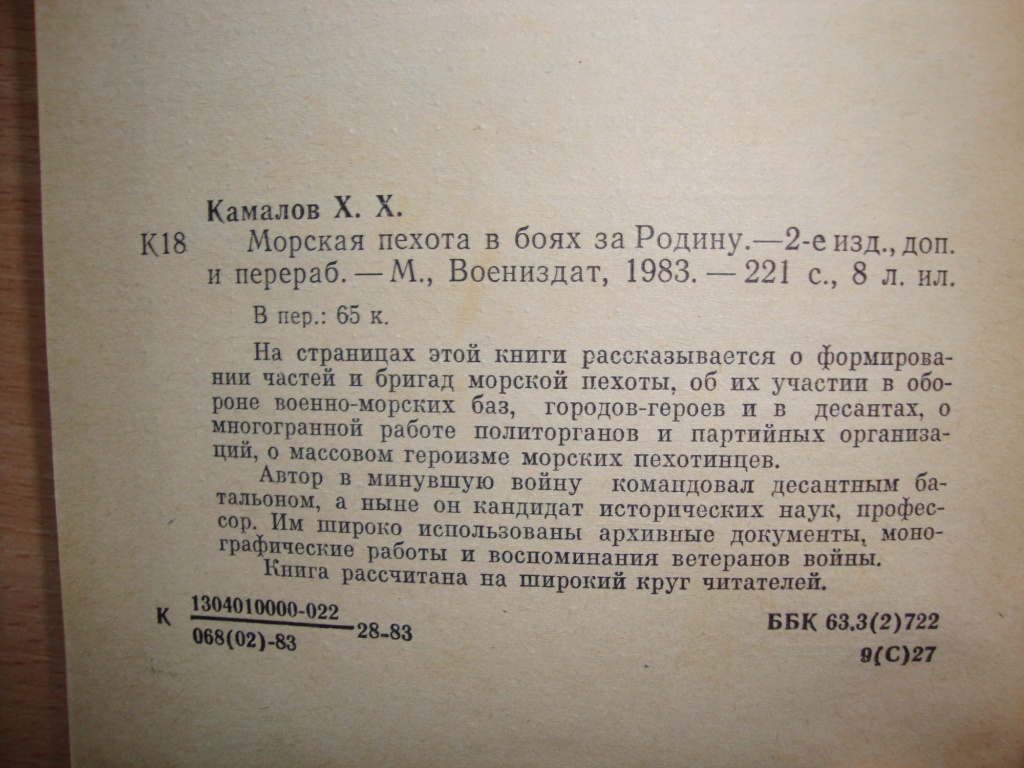 Камалов Х. Х.
К18 Морская пехота в боях за Родину.—2-е изд., доп.
и перераб. — М., Воениздат, 1983. — 221 с., 8 л. ил.
В пер.: 65 к.
На страницах этой книги рассказывается о формирова-
нии частей и бригад морской пехоты, об их участии в обо-
роне военно-морских баз, городов-героев и в десантах, о
многогранной работе политорганов и партийных организа-
ций, о массовом героизме морских пехотинцев.
Автор в минувшую войну командовал десантным ба-
тальоном, а ныне он кандидат исторических наук, профес-
сор. Им широко использованы архивные документы, моно-
графические работы и воспоминания ветеранов войны.
Книга рассчитана на широкий круг читателей.
К 1304010000-022
068(02)-83
28-83
ББК 63.3(2)722
9(С)27